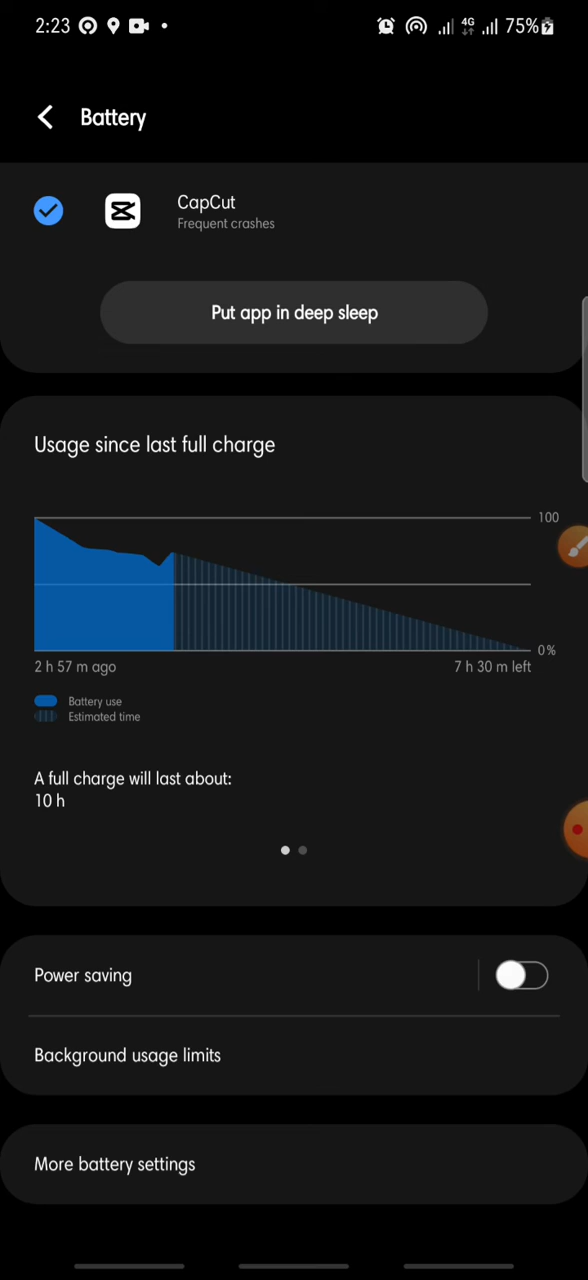 2:23
4G 75%
Battery
CapCut
Frequent crashes
Put app in deep sleep
Usage since last full charge
100
0%
2 h 57 m ago 7 h 30 m left
Battery use
Estimated time
A full charge will last about:
10 h
Power saving
Background usage limits
More battery settings